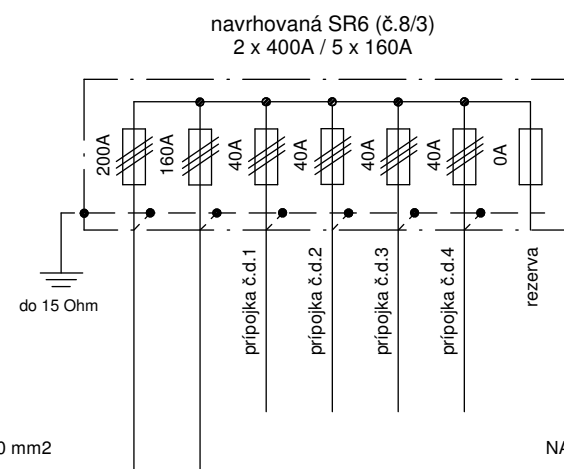 navrhovaná SR6 (č.8/3)
2 x 400A / 5 x 160A
200A
160A
40A
40A
40A
40A
0A
do 15 Ohm
prípojka č.d.1
prípojka č.d.2
prípojka č.d.3
prípojka č.d.4
rezerva
0 mm2
NA